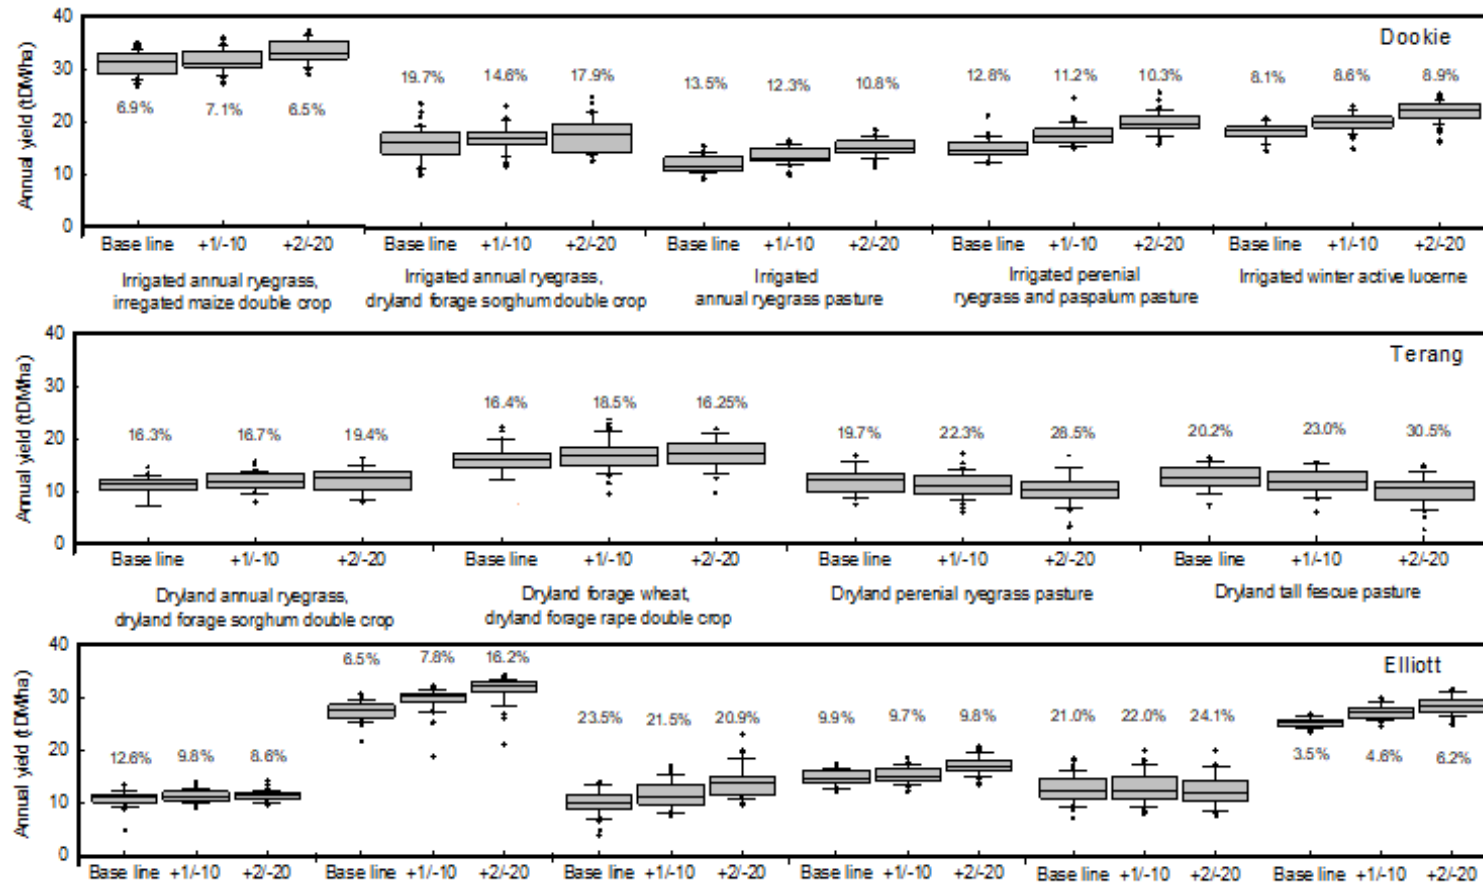 40
Dookie
30
19.7% 14.6% 17.9% 13.5% 12.3% 10.8% 12.8% 11.2% 10.3% 8.1% 8.6% 8.9%
6.9% 7.1% 6.5%
20
10
0
Annual yield (tDM/ha)
Base line +1/-10 +2/-20 Base line +1/-10 +2/-20 Base line +1/-10 +2/-20 Base line +1/-10 +2/-20 Base line +1/-10 +2/-20
Irrigated annual ryegrass,
irregated maize double crop
Irrigated annual ryegrass,
dryland forage sorghum double crop
Irrigated
annual ryegrass pasture
Irrigated perenial
ryegrass and paspalum pasture
Irrigated winter active lucerne
40
Terang
30
16.3% 16.7% 19.4% 16.4% 18.5% 16.25% 19.7% 22.3% 28.5% 20.2% 23.0% 30.5%
20
10
0
Annual yield (tDM/ha)
Base line +1/-10 +2/-20 Base line +1/-10 +2/-20 Base line +1/-10 +2/-20 Base line +1/-10 +2/-20
Dryland annual ryegrass,
dryland forage sorghum double crop
Dryland forage wheat,
dryland forage rape double crop
Dryland perenial ryegrass pasture
Dryland tall fescue pasture
40
6.5% 7.8% 16.2%
Elliott
30
12.6% 9.8% 8.6% 23.5% 21.5% 20.9% 9.9% 9.7% 9.8% 21.0% 22.0% 24.1%
3.5% 4.6% 6.2%
20
10
0
Annual yield (tDM/ha)
Base line +1/-10 +2/-20 Base line +1/-10 +2/-20 Base line +1/-10 +2/-20 Base line +1/-10 +2/-20 Base line +1/-10 +2/-20 Base line +1/-10 +2/-20